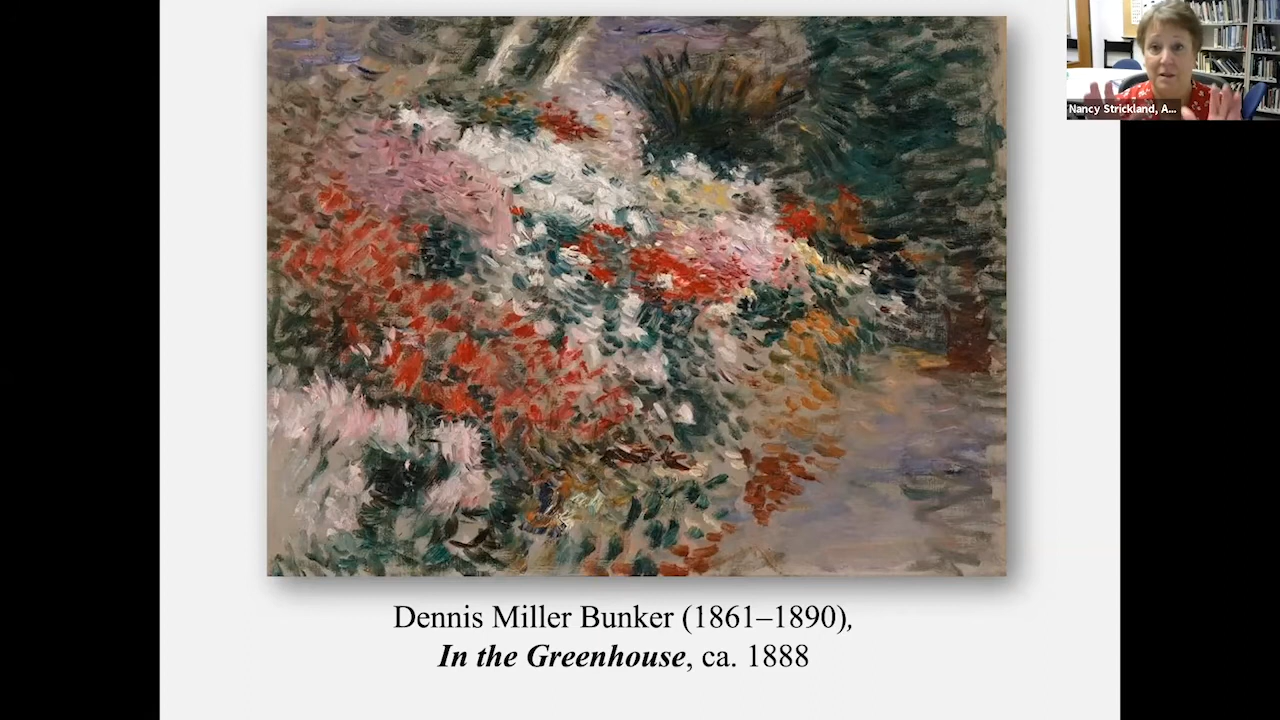 Nancy Strickland, A...
Dennis Miller Bunker (1861–1890),
In the Greenhouse, ca. 1888